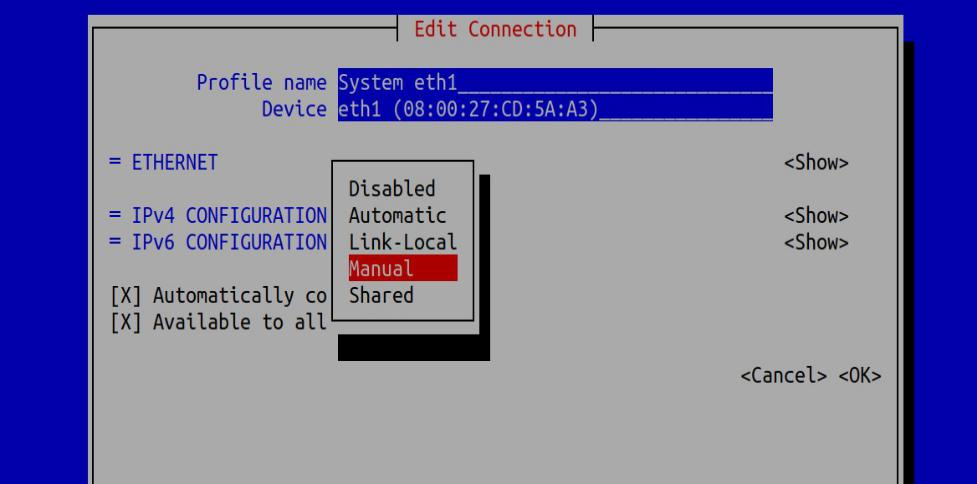 Edit Connection
Profile name System eth1
Device eth1 (08:00:27:CD:5A:A3)
= ETHERNET <Show>
Disabled
= IPv4 CONFIGURATION Automatic <Show>
= IPv6 CONFIGURATION Link-Local <Show>
Manual
[X] Automatically co Shared
[X] Available to all
<Cancel> <OK>